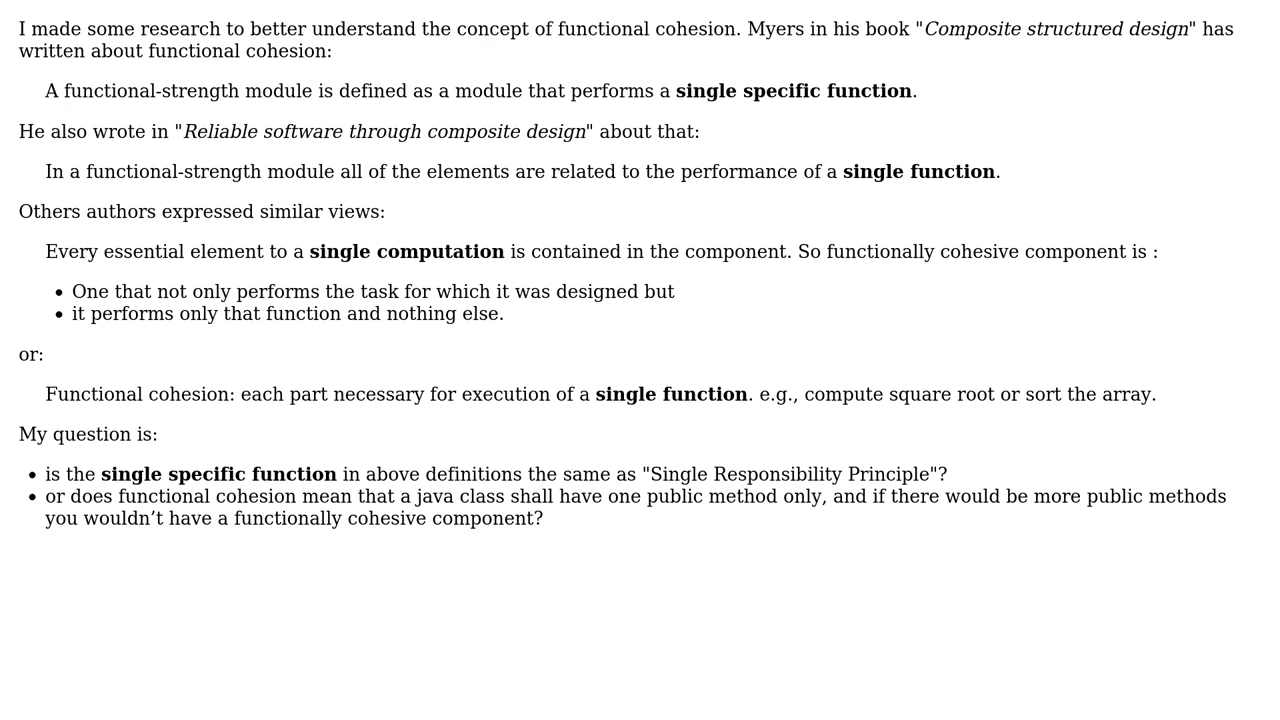 I made some research to better understand the concept of functional cohesion. Myers in his book "Composite structured design" has
written about functional cohesion:
A functional-strength module is defined as a module that performs a single specific function.
He also wrote in "Reliable software through composite design" about that:
In a functional-strength module all of the elements are related to the performance of a single function.
Others authors expressed similar views:
Every essential element to a single computation is contained in the component. So functionally cohesive component is :
• One that not only performs the task for which it was designed but
• it performs only that function and nothing else.
or:
Functional cohesion: each part necessary for execution of a single function. e.g., compute square root or sort the array.
My question is:
• is the single specific function in above definitions the same as "Single Responsibility Principle"?
• or does functional cohesion mean that a java class shall have one public method only, and if there would be more public methods
you wouldn’t have a functionally cohesive component?